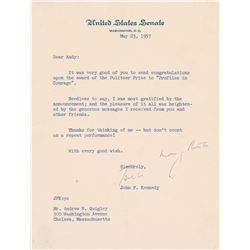 United States Senate
WASHINGTON, D.C.
May 23, 1957
Dear Andy:
It was very good of you to send congratulations
upon the award of the Pulitzer Prize to "Profiles in
Courage".
Needless to say, I was most gratified by the
Announcement; and the pleasure of it all was heighten-
ed by the generous messages I received from you and
other friends.
Thanks for thinking of me -- but don't count
on a repeat performance!
With every good wish.
Sincerely,
John F. Kennedy
JFK:
Mr. Andrew N. Quigley
300 Washington Avenue
Chelsea, Massachusetts